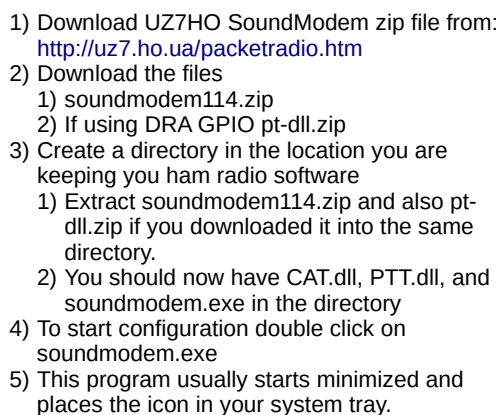 1) Download UZ7HO SoundModem zip file from:
http://uz7.ho.ua/packetradio.htm
2) Download the files
1) soundmodem114.zip
2) If using DRA GPIO pt-dll.zip
3) Create a directory in the location you are
keeping you ham radio software
1) Extract soundmodem114.zip and also pt-
dll.zip if you downloaded it into the same
directory.
2) You should now have CAT.dll, PTT.dll, and
soundmodem.exe in the directory
4) To start configuration double click on
soundmodem.exe
5) This program usually starts minimized and
places the icon in your system tray.